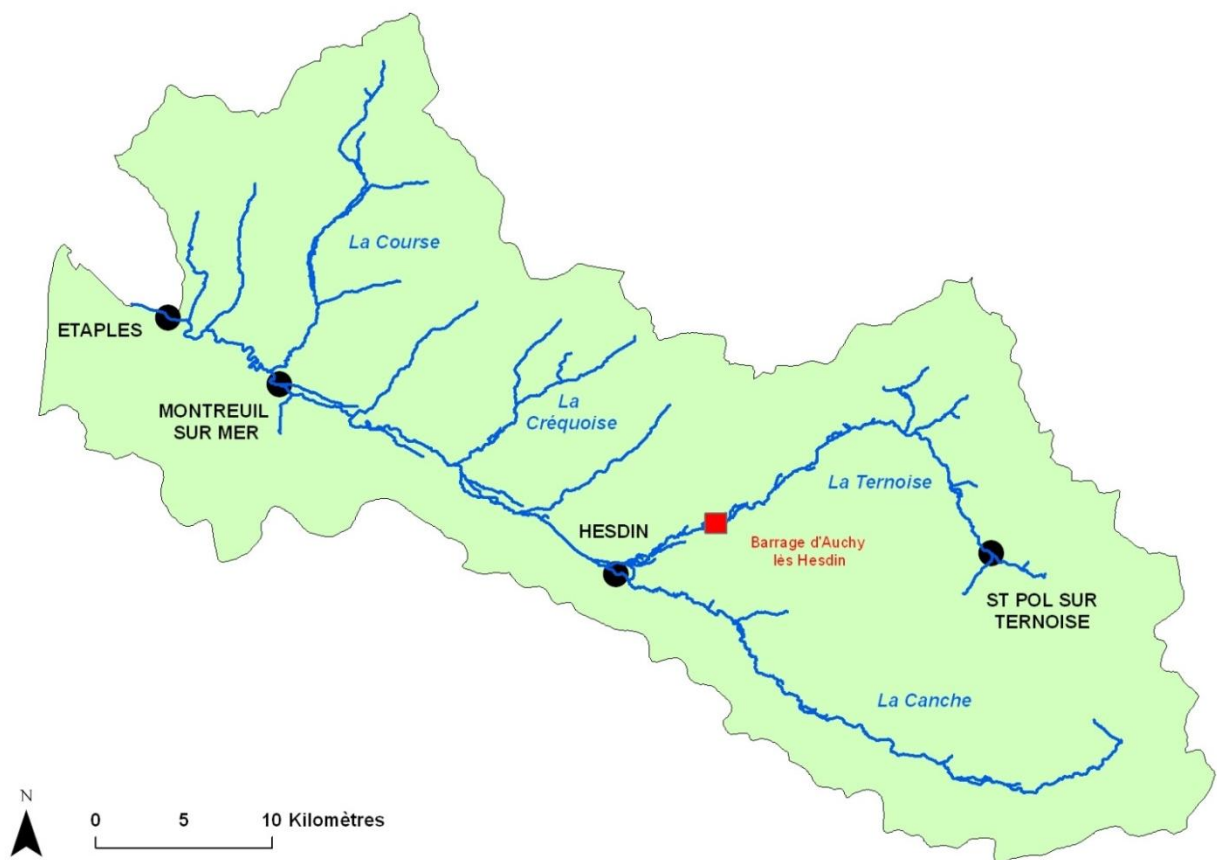 La Course
ETAPLES
MONTREUIL
SUR MER
La
Créquoise
La Ternoise
HESDIN
Barrage d'Auchy
lés Hesdin
ST POL SUR
TERNOISE
La Canche
N
0 5 10 Kilomètres